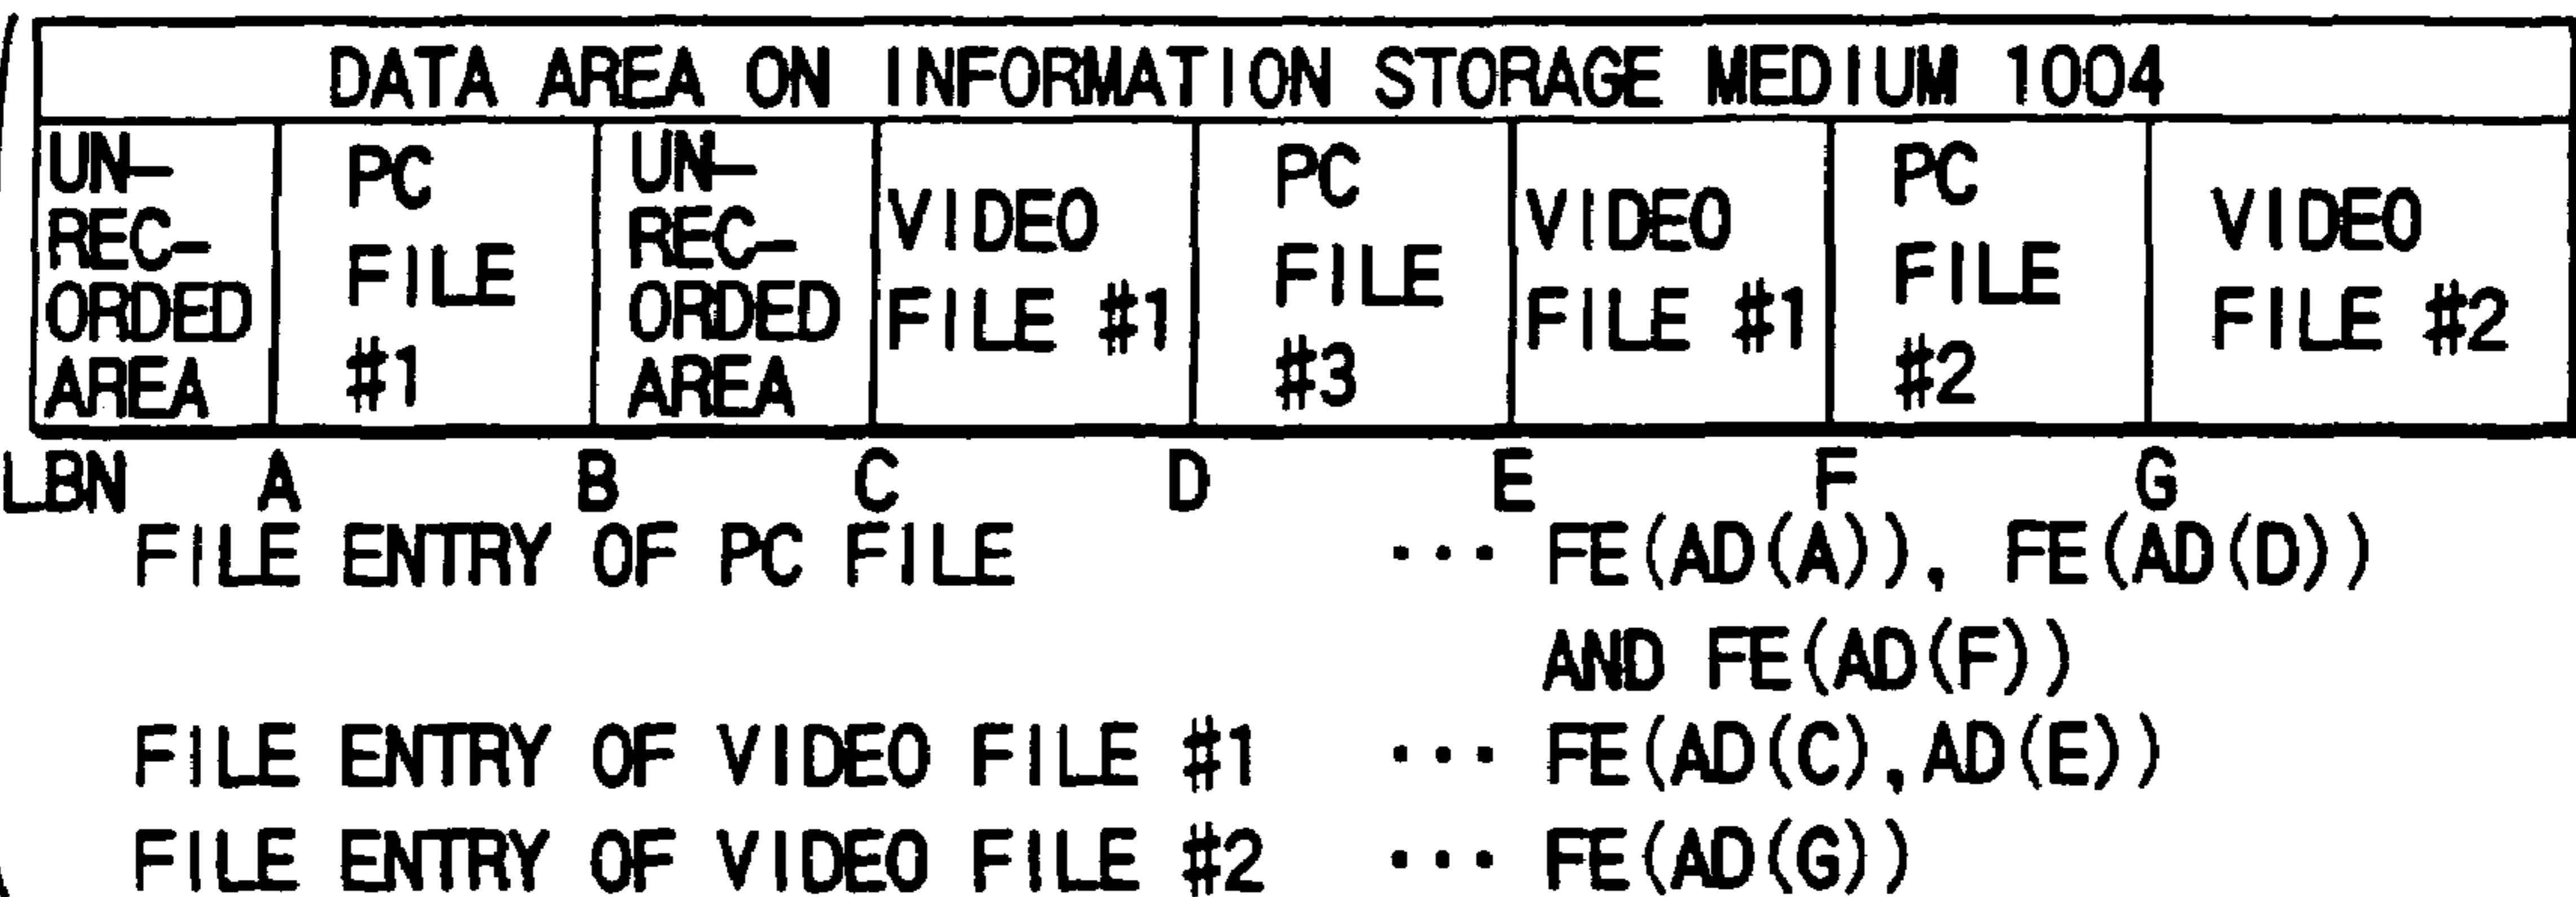 DATA AREA ON INFORMATION STORAGE MEDIUM 1004
UN-
REC-
ORDED
AREA
PC
FILE
#1
UN-
REC-
ORDED
AREA
VIDEO
FILE #1
PC
FILE
#3
VIDEO
FILE #1
PC
FILE
#2
VIDEO
FILE #2
LBN A B C D E F G
FILE ENTRY OF PC FILE ··· FE(AD(A)), FE(AD(D))
AND FE(AD(F))
FILE ENTRY OF VIDEO FILE #1 ··· FE(AD(C),AD(E))
FILE ENTRY OF VIDEO FILE #2 ··· FE(AD(G))